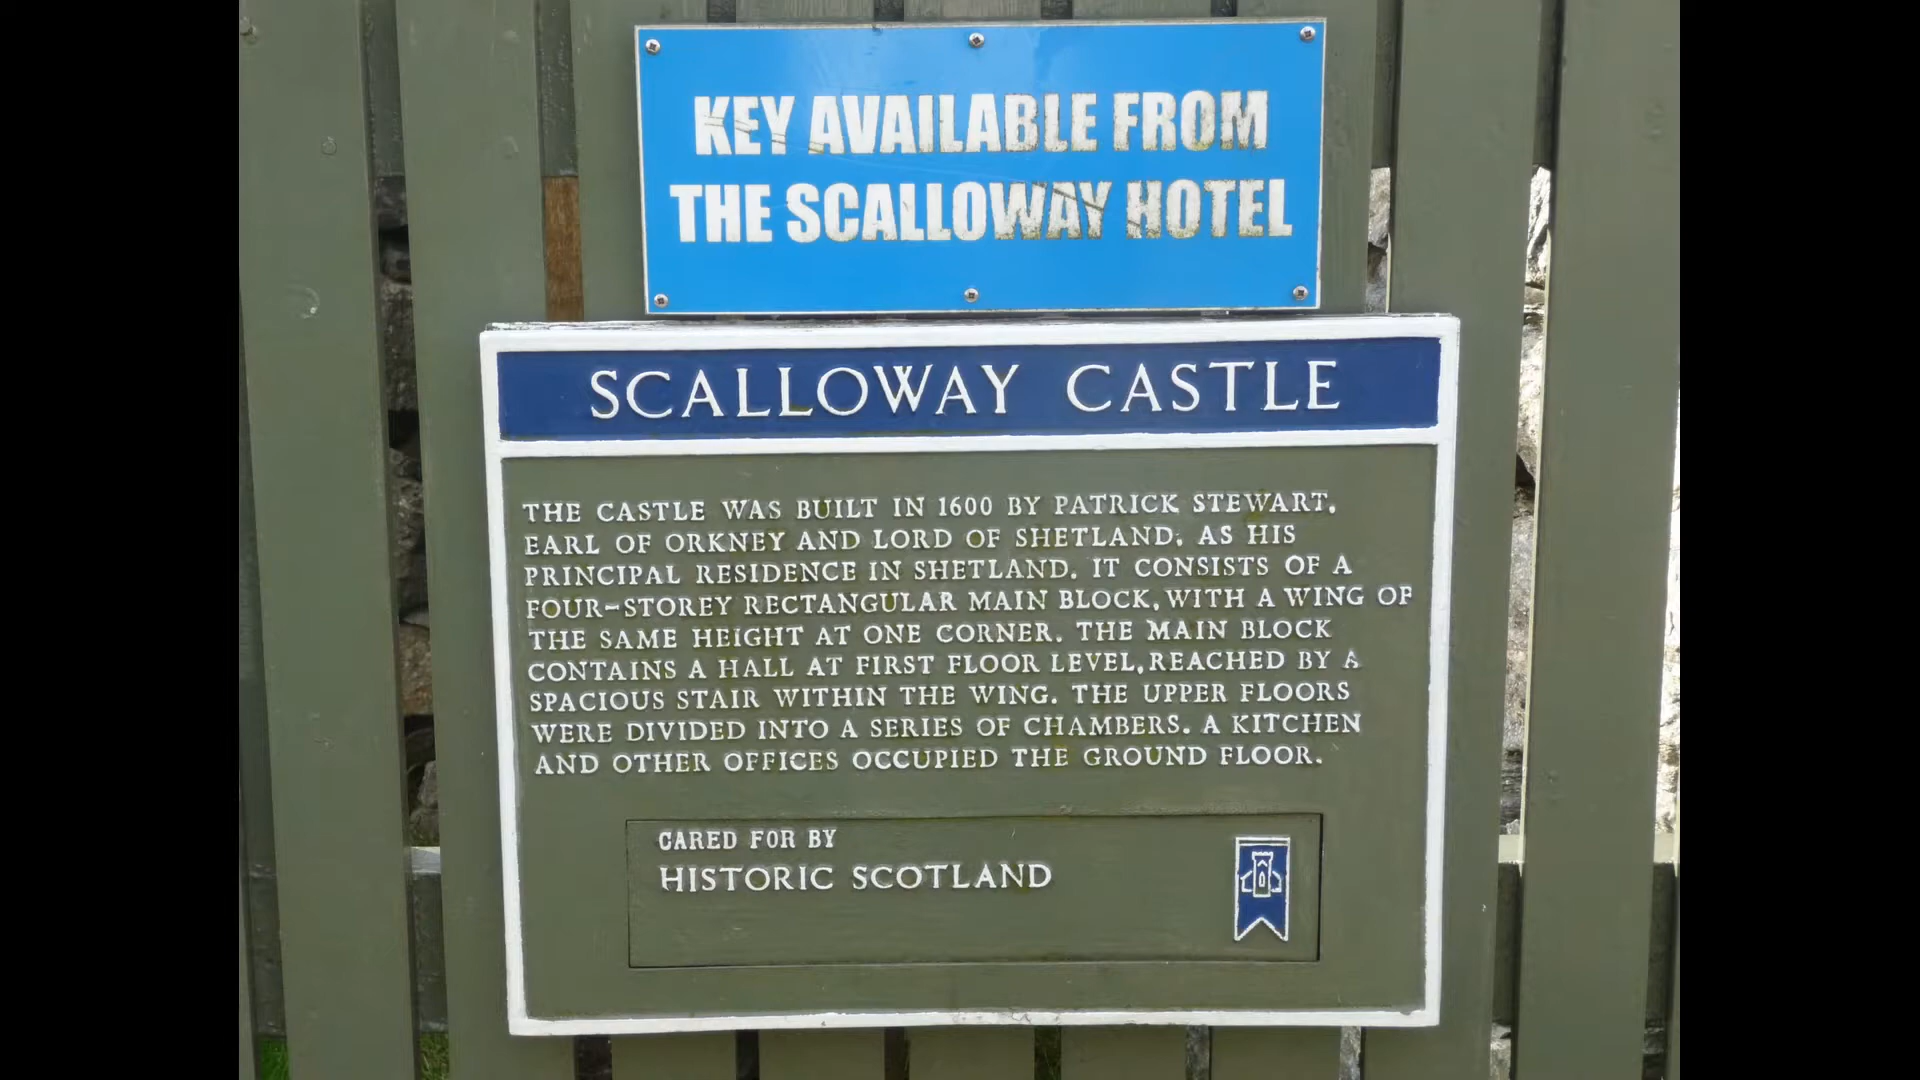 KEY AVAILABLE FROM
THE SCALLOWAY HOTEL
SCALLOWAY CASTLE
THE CASTLE WAS BUILT IN 1600 BY PATRICK STEWART,
EARL OF ORKNEY AND LORD OF SHETLAND, AS HIS
PRINCIPAL RESIDENCE IN SHETLAND. IT CONSISTS OF A
FOUR-STOREY RECTANGULAR MAIN BLOCK, WITH A WING OF
THE SAME HEIGHT AT ONE CORNER. THE MAIN BLOCK
CONTAINS A HALL AT FIRST FLOOR LEVEL, REACHED BY A
SPACIOUS STAIR WITHIN THE WING. THE UPPER FLOORS
WERE DIVIDED INTO A SERIES OF CHAMBERS. A KITCHEN
AND OTHER OFFICES OCCUPIED THE GROUND FLOOR.
CARED FOR BY
HISTORIC SCOTLAND